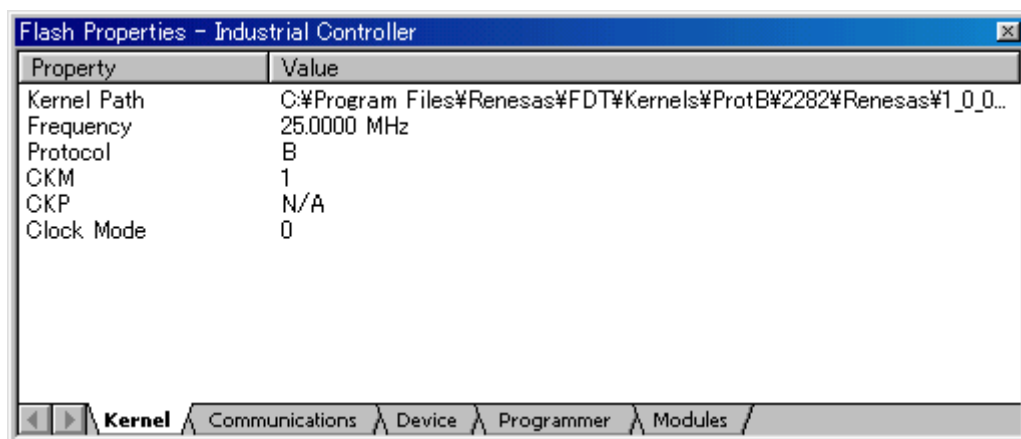 Flash Properties - Industrial Controller
Property Value
Kernel Path C:¥Program Files¥Renesas¥FDT¥Kernels¥ProtB¥2282¥Renesas¥1_0_0...
Frequency 25.0000 MHz
Protocol B
CKM 1
CKP N/A
Clock Mode 0
Kernel Communications Device Programmer Modules